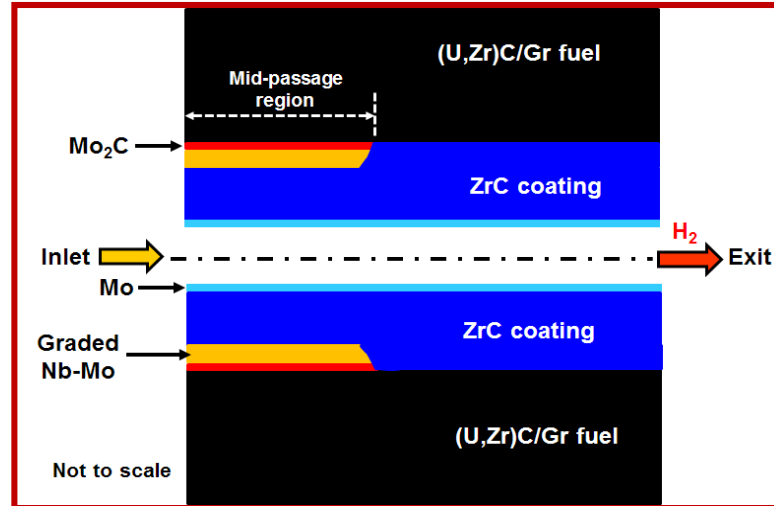 (U,Zr)C/Gr fuel
Mid-passage
region
Mo₂C
ZrC coating
H₂
Inlet
Exit
Mo
ZrC coating
Graded
Nb-Mo
(U,Zr)C/Gr fuel
Not to scale